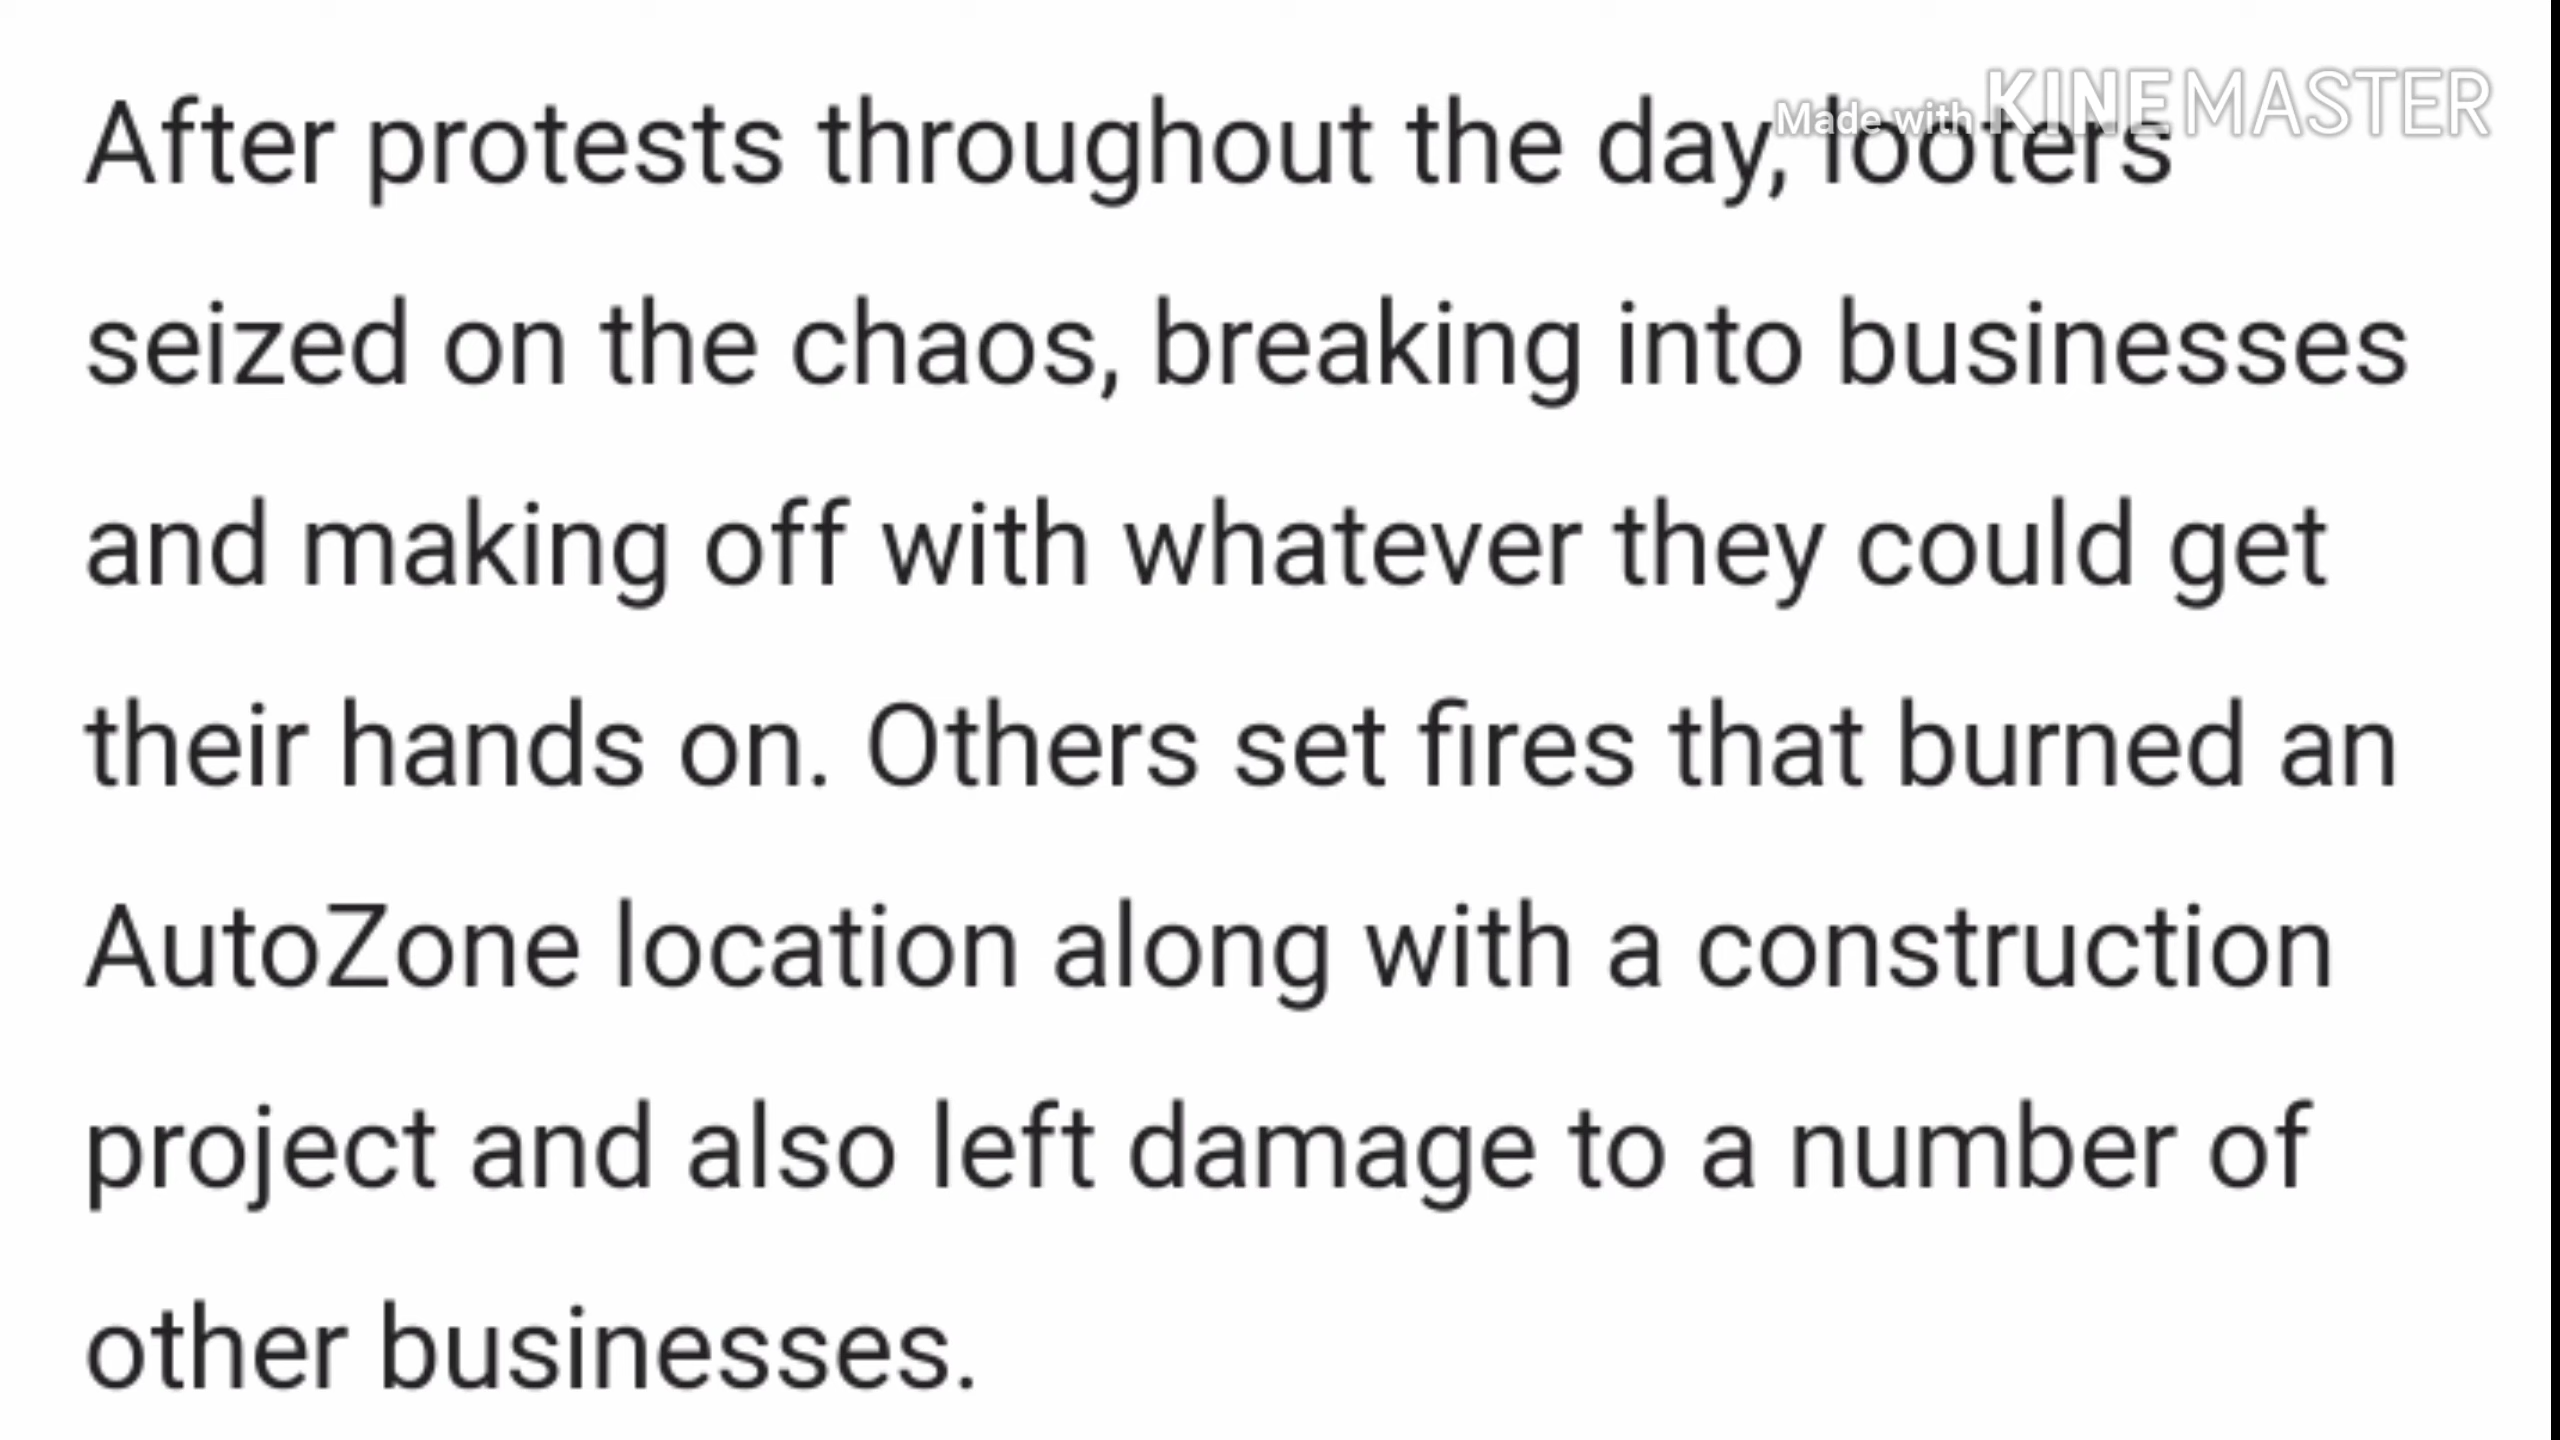 Made with KINEMASTER
After protests throughout the day, looters
seized on the chaos, breaking into businesses
and making off with whatever they could get
their hands on. Others set fires that burned an
AutoZone location along with a construction
project and also left damage to a number of
other businesses.